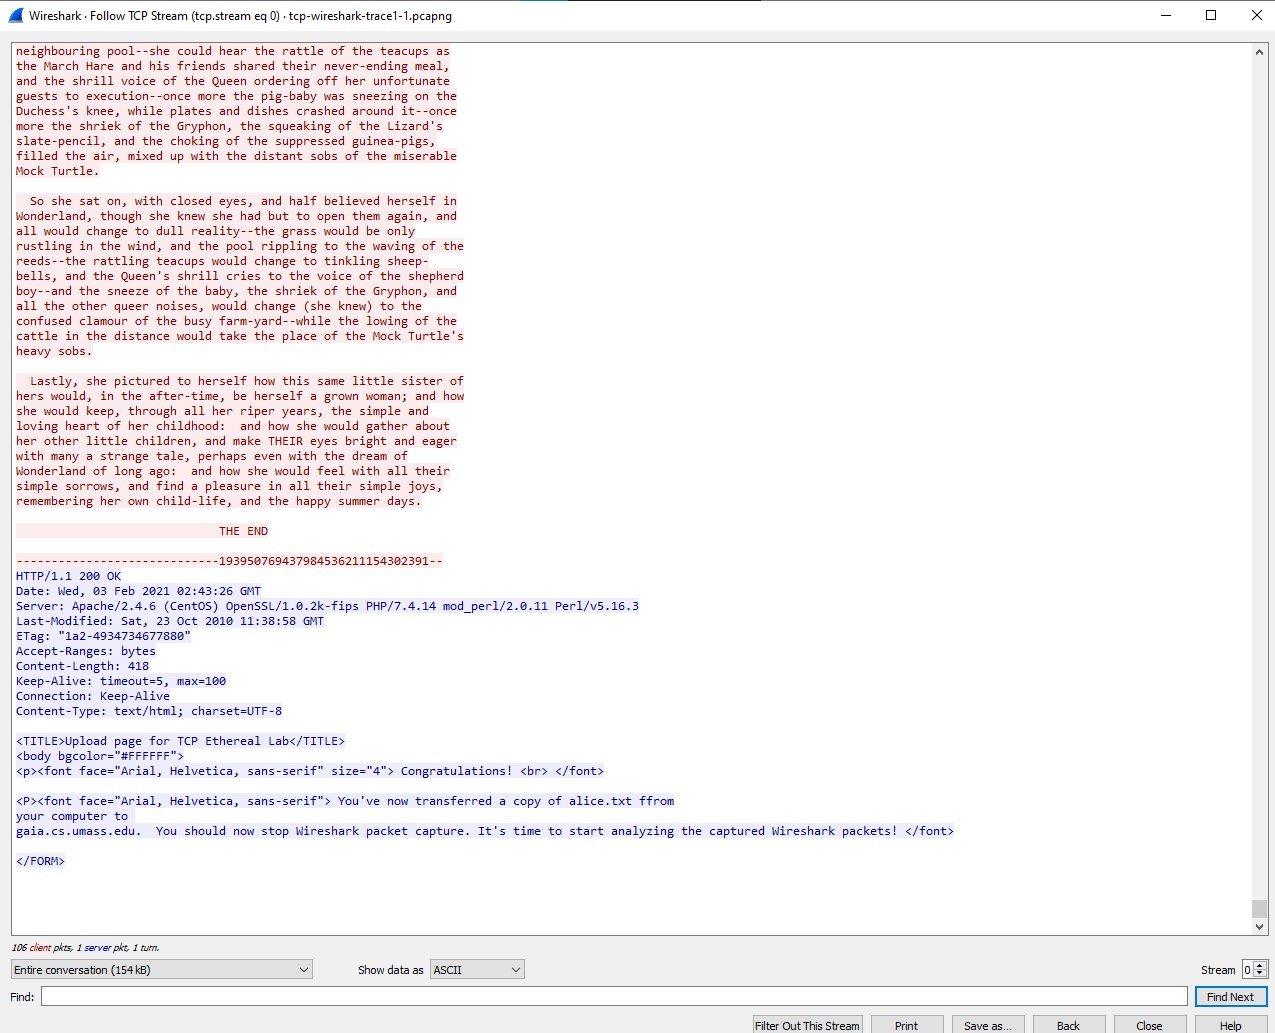 Wireshark · Follow TCP Stream (tcp.stream eq 0) · tcp-wireshark-trace1-1.pcapng
neighbouring pool--she could hear the rattle of the teacups as
the March Hare and his friends shared their never-ending meal,
and the shrill voice of the Queen ordering off her unfortunate
guests to execution--once more the pig-baby was sneezing on the
Duchess's knee, while plates and dishes crashed around it--once
more the shriek of the Gryphon, the squeaking of the Lizard's
slate-pencil, and the choking of the suppressed guinea-pigs,
filled the air, mixed up with the distant sobs of the miserable
Mock Turtle.
So she sat on, with closed eyes, and half believed herself in
Wonderland, though she knew she had but to open them again, and
all would change to dull reality--the grass would be only
rustling in the wind, and the pool rippling to the waving of the
reeds--the rattling teacups would change to tinkling sheep-
bells, and the Queen's shrill cries to the voice of the shepherd
boy--and the sneeze of the baby, the shriek of the Gryphon, and
all the other queer noises, would change (she knew) to the
confused clamour of the busy farm-yard--while the lowing of the
cattle in the distance would take the place of the Mock Turtle's
heavy sobs.
Lastly, she pictured to herself how this same little sister of
hers would, in the after-time, be herself a grown woman; and how
she would keep, through all her riper years, the simple and
loving heart of her childhood:  and how she would gather about
her other little children, and make THEIR eyes bright and eager
with many a strange tale, perhaps even with the dream of
Wonderland of long ago:  and how she would feel with all their
simple sorrows, and find a pleasure in all their simple joys,
remembering her own child-life, and the happy summer days.
THE END
-----------------------------193950769437984536211154302391--
HTTP/1.1 200 OK
Date: Wed, 03 Feb 2021 02:43:26 GMT
Server: Apache/2.4.6 (CentOS) OpenSSL/1.0.2k-fips PHP/7.4.14 mod_perl/2.0.11 Perl/v5.16.3
Last-Modified: Sat, 23 Oct 2010 11:38:58 GMT
ETag: "1a2-4934734677880"
Accept-Ranges: bytes
Content-Length: 418
Keep-Alive: timeout=5, max=100
Connection: Keep-Alive
Content-Type: text/html; charset=UTF-8
<TITLE>Upload page for TCP Ethereal Lab</TITLE>
<body bgcolor="#FFFFFF">
<p><font face="Arial, Helvetica, sans-serif" size="4"> Congratulations! <br> </font>
<P><font face="Arial, Helvetica, sans-serif"> You've now transferred a copy of alice.txt ffrom
your computer to
gaia.cs.umass.edu.  You should now stop Wireshark packet capture. It's time to start analyzing the captured Wireshark packets! </font>
</FORM>
106 client pkts, 1 server pkt, 1 turn.
Entire conversation (154 kB) Show data as ASCII Stream 0
Find: Find Next
Filter Out This Stream Print Save as... Back Close Help